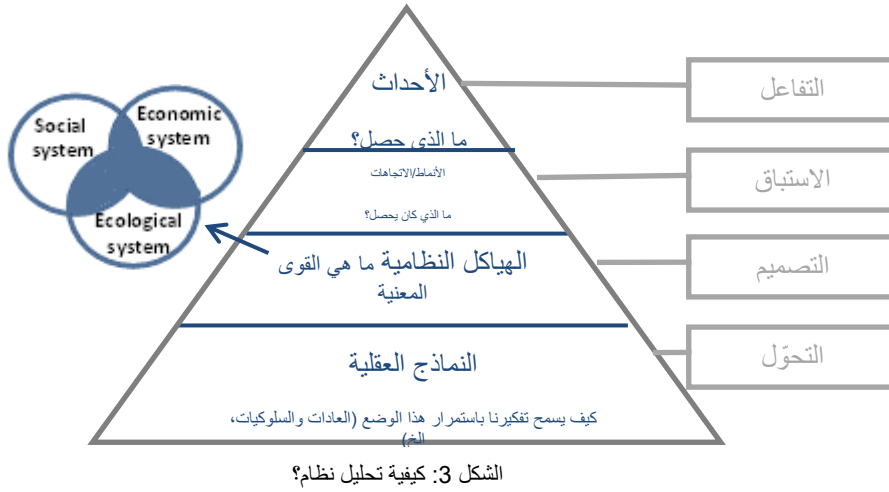 الأحداث
ما الذي حصل؟
الأنماط/الاتجاهات
ما الذي كان يحصل؟
الهياكل النظامية ما هي القوى
المعنية
النماذج العقلية
كيف يسمح تفكيرنا باستمرار هذا الوضع (العادات والسلوكيات،
الخ)
التفاعل
الاستباق
التصميم
التحوّل
Social
system
Economic
system
Ecological
system
الشكل 3: كيفية تحليل نظام؟